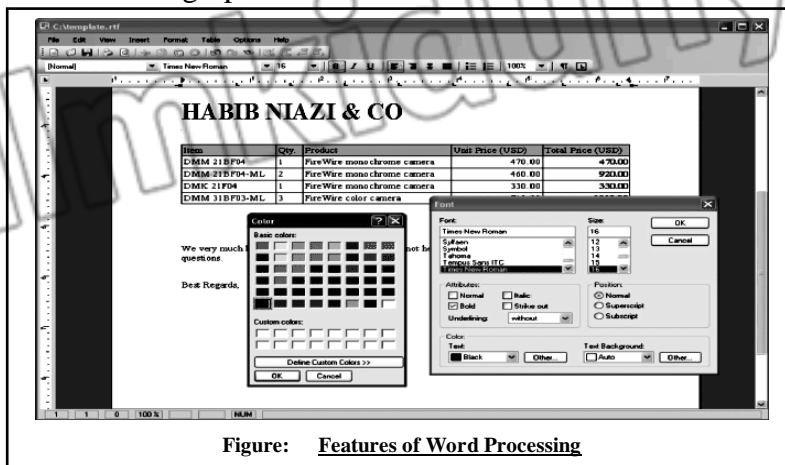 C:\template.rtf
File Edit View Insert Format Table Options Help
[Normal] Times New Roman 16 B I U 100%
HABIB NIAZI & CO
Item Qty. Product Unit Price (USD) Total Price (USD)
DMM 21BF04 1 FireWire monochrome camera 470.00 470.00
DMM 21BF04-ML 2 FireWire monochrome camera 460.00 920.00
DMK 21F04 1 FireWire monochrome camera 330.00 330.00
DMM 31BF03-ML 3 FireWire color camera
We very much
not he
questions.
Best Regards,
Color
Basic colors:
Custom colors:
Define Custom Colors >>
OK Cancel
Font
Font: Size:
Times New Roman 16
Sylfaen 12
Symbol 13
Tahoma 14
Tempus Sans ITC 15
Times New Roman 16
OK
Cancel
Attributes: Position:
Normal Italic Normal
Bold Strike out Superscript
Underlining: without Subscript
Color:
Text: Text Background:
Black Other... Auto Other...
1 1 0 100 % NUM
Figure: Features of Word Processing
ilmkidunya